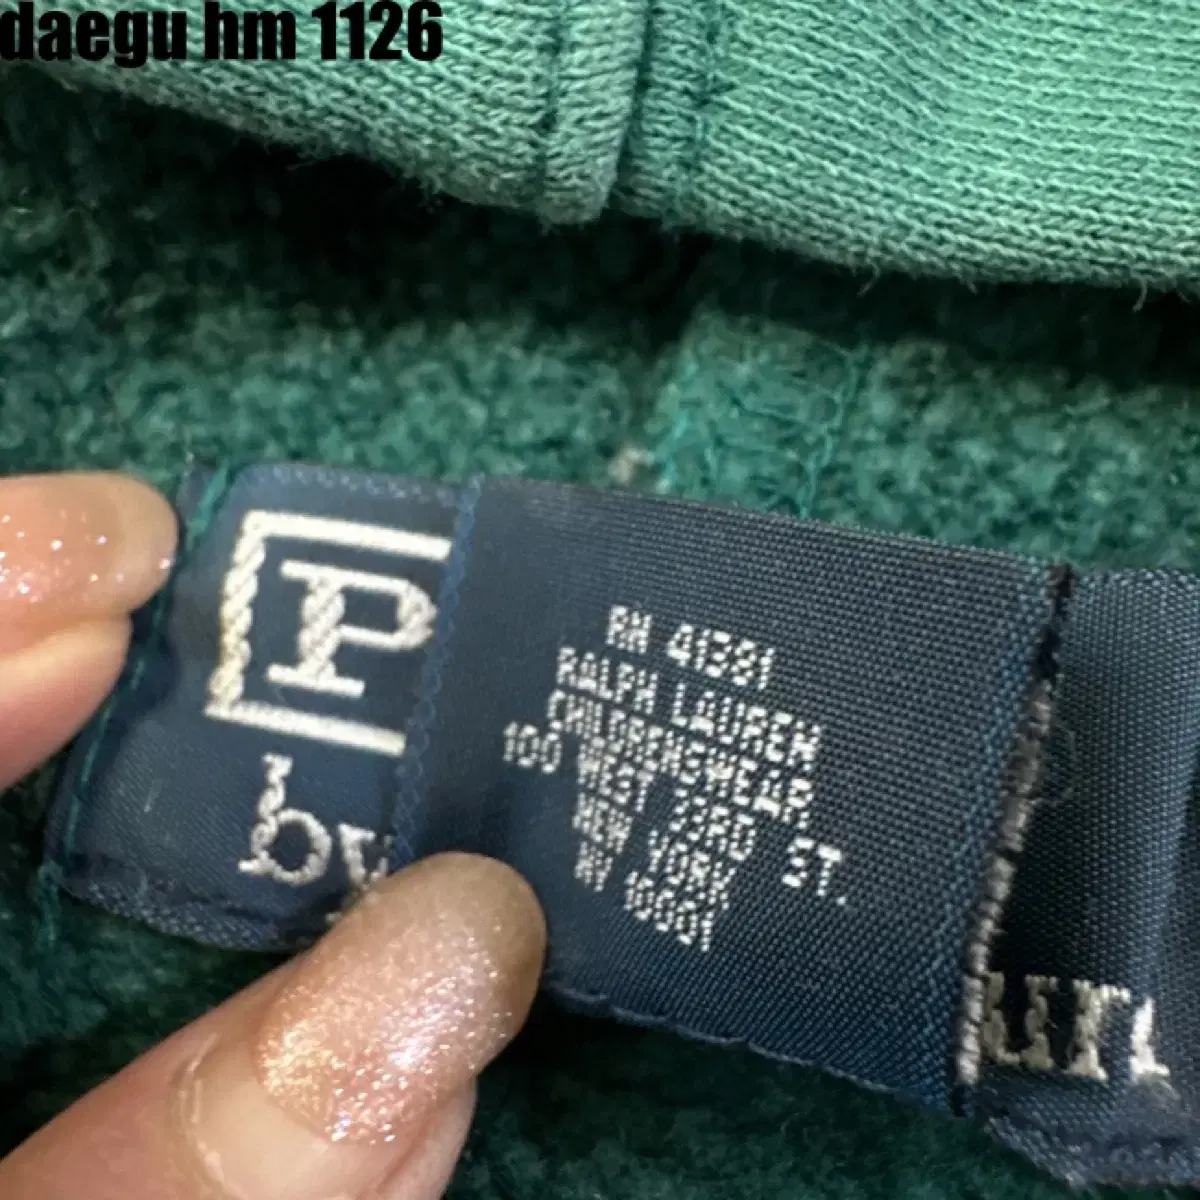 daegu hm 1126
P
by
RN 41381
RALPH LAUREN
CHILDRENSWEAR
100 WEST 33RD ST.
NEW YORK
NY 10001